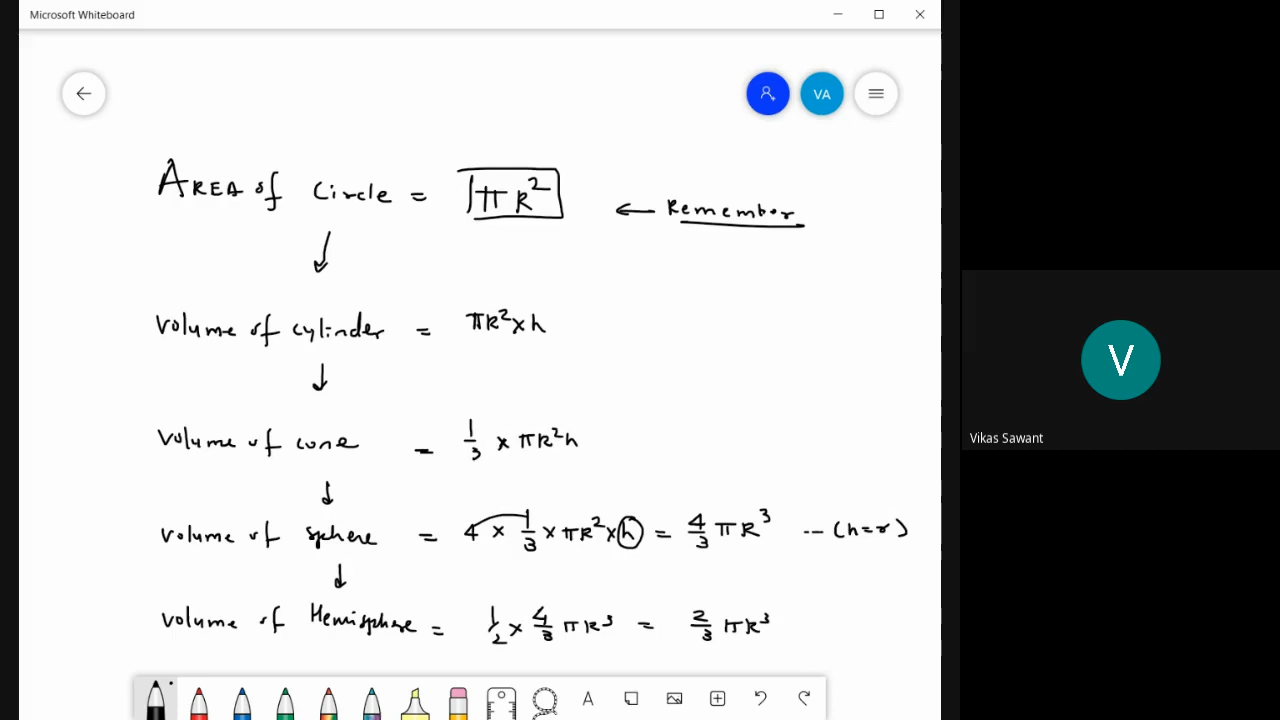 Microsoft Whiteboard
VA
AREA of Circle = πR²
← Remember
↓
Volume of cylinder = πR² x h
↓
Volume of cone = 1/3 x πR²h
↓
Volume of sphere = 4 x 1/3 x πR² x h = 4/3 πR³ -- (h=r)
↓
Volume of Hemisphere = 1/2 x 4/3 πR³ = 2/3 πR³
V
Vikas Sawant
A